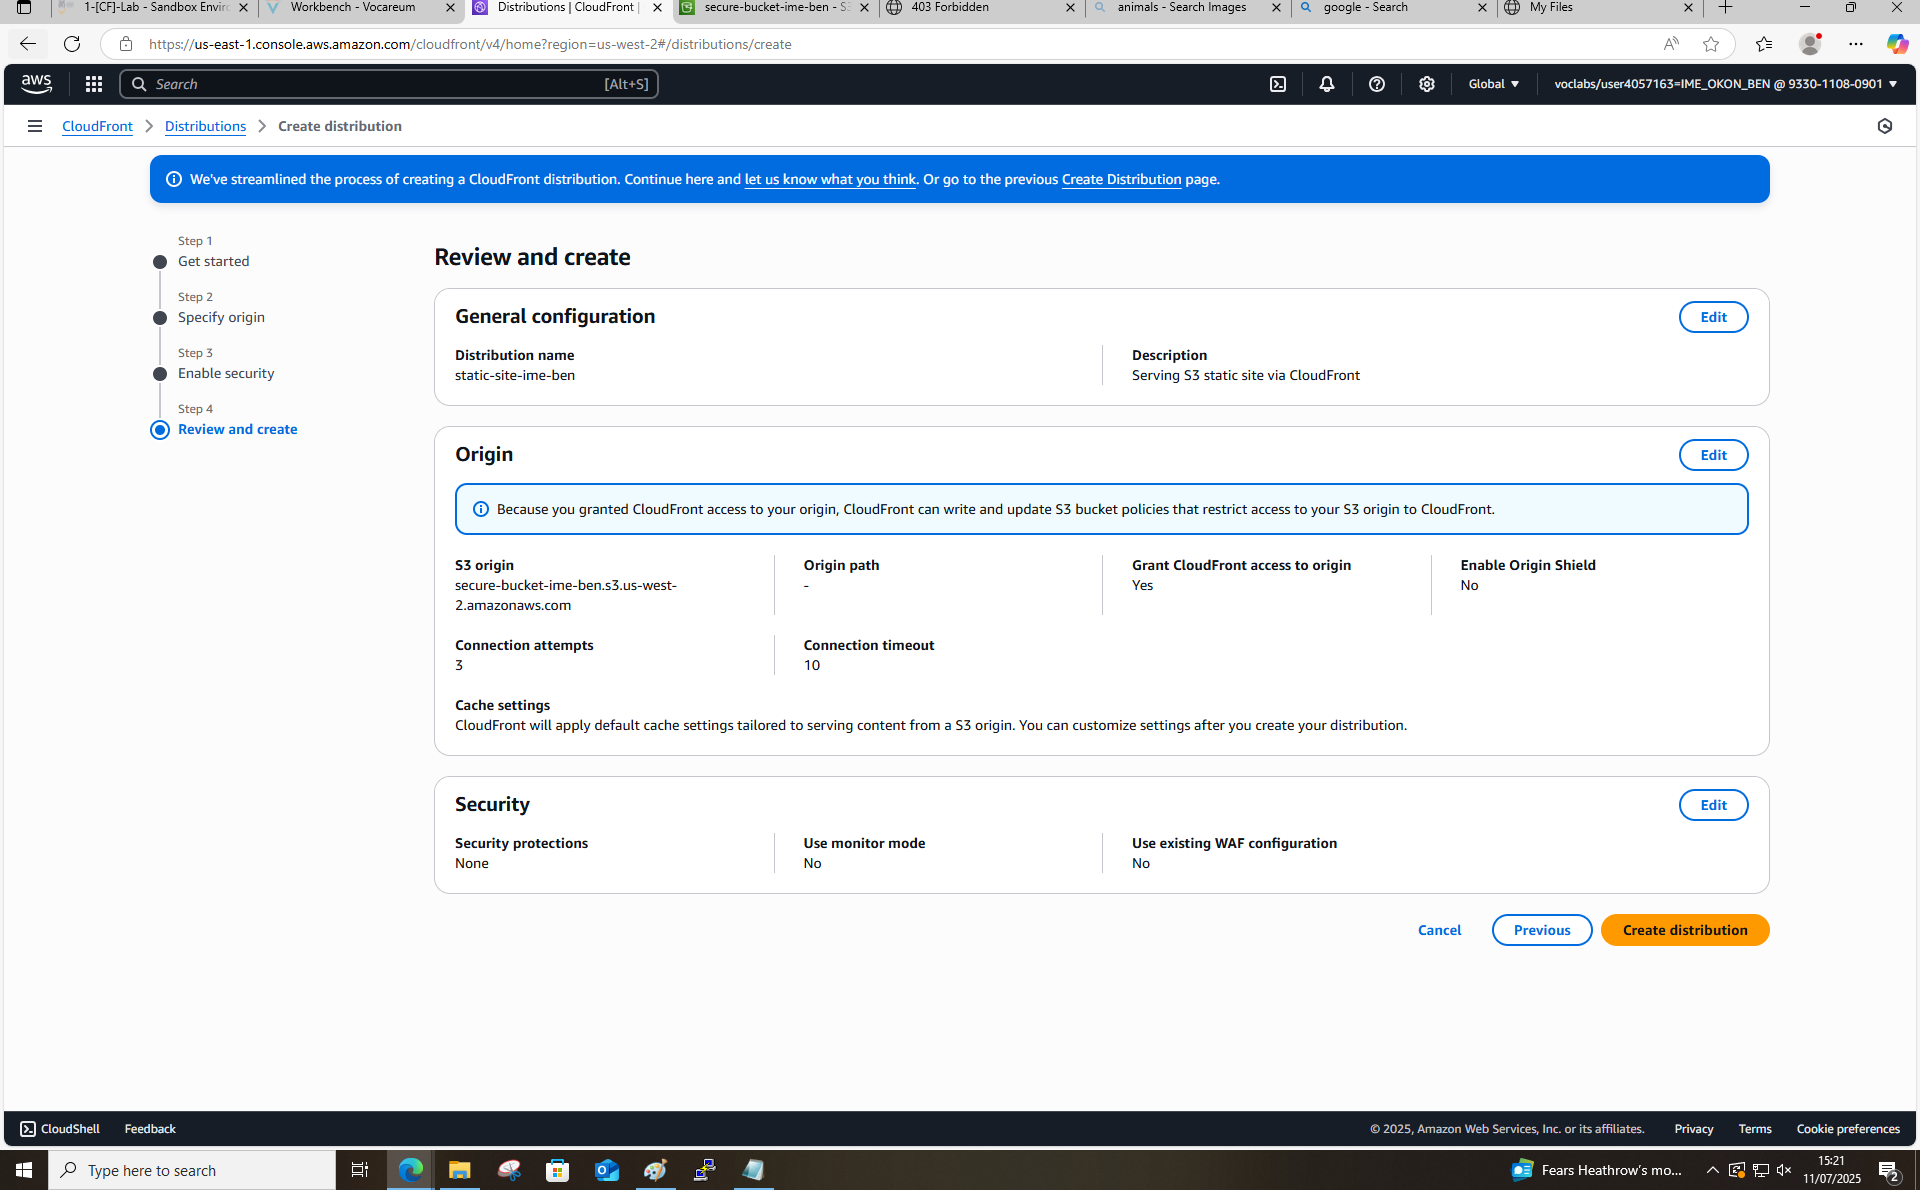 1-[CF]-Lab - Sandbox Envir
Workbench - Vocareum
Distributions | CloudFront |
secure-bucket-ime-ben - S3
403 Forbidden
animals - Search Images
google - Search
My Files
https://us-east-1.console.aws.amazon.com/cloudfront/v4/home?region=us-west-2#/distributions/create
aws
Search
[Alt+S]
Global
voclabs/user4057163=IME_OKON_BEN @ 9330-1108-0901
CloudFront
Distributions
Create distribution
We've streamlined the process of creating a CloudFront distribution. Continue here and let us know what you think. Or go to the previous Create Distribution page.
Step 1
Get started
Step 2
Specify origin
Step 3
Enable security
Step 4
Review and create
Review and create
General configuration
Edit
Distribution name
static-site-ime-ben
Description
Serving S3 static site via CloudFront
Origin
Edit
Because you granted CloudFront access to your origin, CloudFront can write and update S3 bucket policies that restrict access to your S3 origin to CloudFront.
S3 origin
secure-bucket-ime-ben.s3.us-west-
2.amazonaws.com
Origin path
-
Grant CloudFront access to origin
Yes
Enable Origin Shield
No
Connection attempts
3
Connection timeout
10
Cache settings
CloudFront will apply default cache settings tailored to serving content from a S3 origin. You can customize settings after you create your distribution.
Security
Edit
Security protections
None
Use monitor mode
No
Use existing WAF configuration
No
Cancel
Previous
Create distribution
CloudShell
Feedback
© 2025, Amazon Web Services, Inc. or its affiliates.
Privacy
Terms
Cookie preferences
Type here to search
Fears Heathrow's mo...
15:21
11/07/2025
2